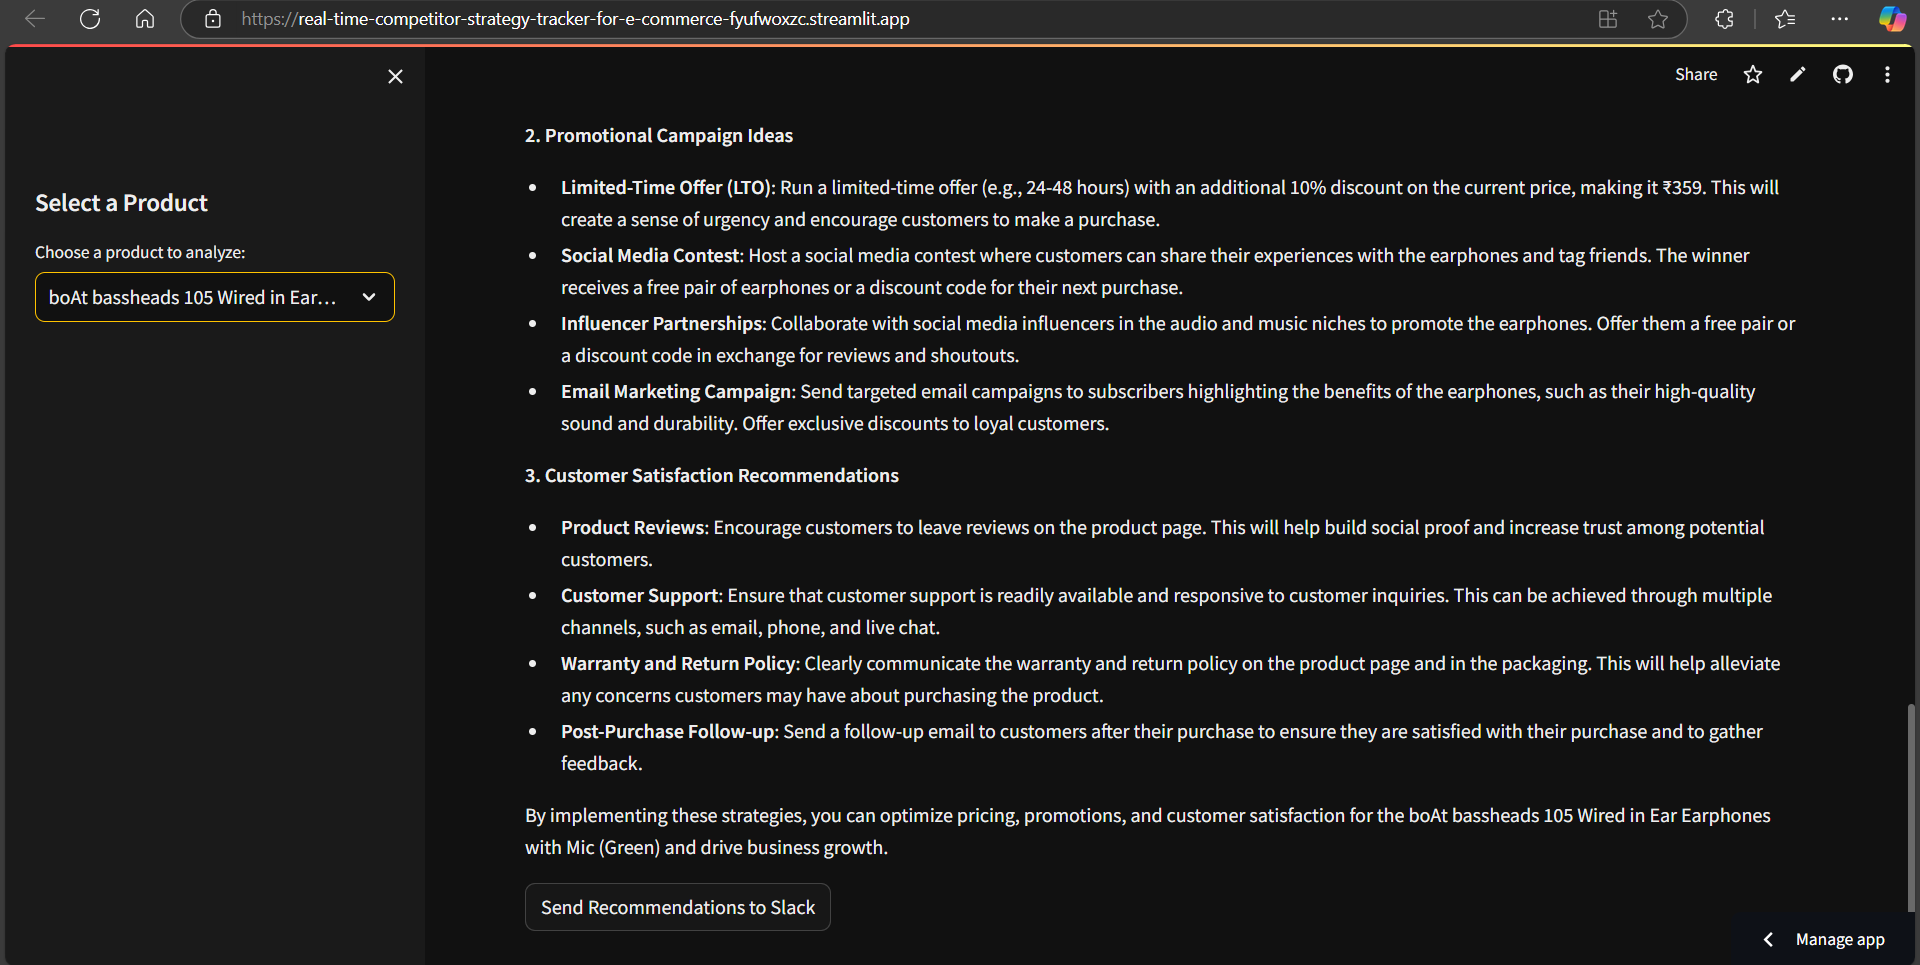 https://real-time-competitor-strategy-tracker-for-e-commerce-fyufwoxzc.streamlit.app
Share
Select a Product
Choose a product to analyze:
boAt bassheads 105 Wired in Ear...
2. Promotional Campaign Ideas
• Limited-Time Offer (LTO): Run a limited-time offer (e.g., 24-48 hours) with an additional 10% discount on the current price, making it ₹359. This will
create a sense of urgency and encourage customers to make a purchase.
• Social Media Contest: Host a social media contest where customers can share their experiences with the earphones and tag friends. The winner
receives a free pair of earphones or a discount code for their next purchase.
• Influencer Partnerships: Collaborate with social media influencers in the audio and music niches to promote the earphones. Offer them a free pair or
a discount code in exchange for reviews and shoutouts.
• Email Marketing Campaign: Send targeted email campaigns to subscribers highlighting the benefits of the earphones, such as their high-quality
sound and durability. Offer exclusive discounts to loyal customers.
3. Customer Satisfaction Recommendations
• Product Reviews: Encourage customers to leave reviews on the product page. This will help build social proof and increase trust among potential
customers.
• Customer Support: Ensure that customer support is readily available and responsive to customer inquiries. This can be achieved through multiple
channels, such as email, phone, and live chat.
• Warranty and Return Policy: Clearly communicate the warranty and return policy on the product page and in the packaging. This will help alleviate
any concerns customers may have about purchasing the product.
• Post-Purchase Follow-up: Send a follow-up email to customers after their purchase to ensure they are satisfied with their purchase and to gather
feedback.
By implementing these strategies, you can optimize pricing, promotions, and customer satisfaction for the boAt bassheads 105 Wired in Ear Earphones
with Mic (Green) and drive business growth.
Send Recommendations to Slack
Manage app